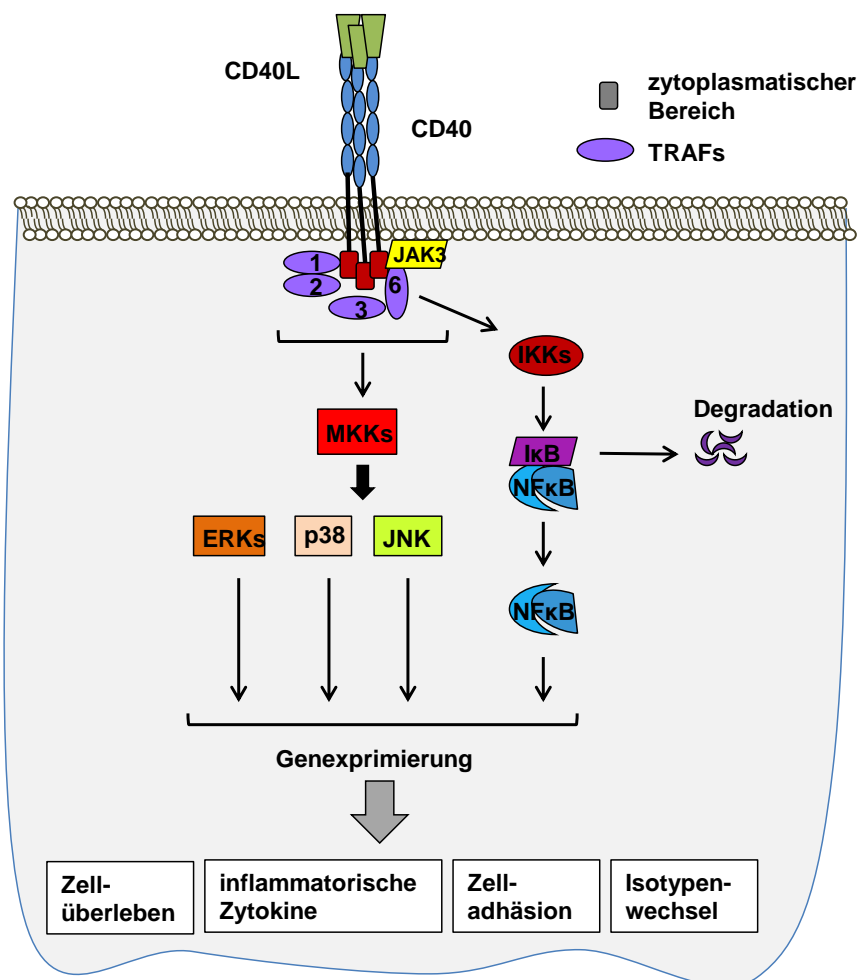 CD40L
CD40
zytoplasmatischer
Bereich
TRAFs
JAK3
1
2
3
6
IKKs
MKKs
IκB
NFκB
Degradation
ERKs
p38
JNK
NFκB
Genexprimierung
Zell-
überleben
inflammatorische
Zytokine
Zell-
adhäsion
Isotypen-
wechsel